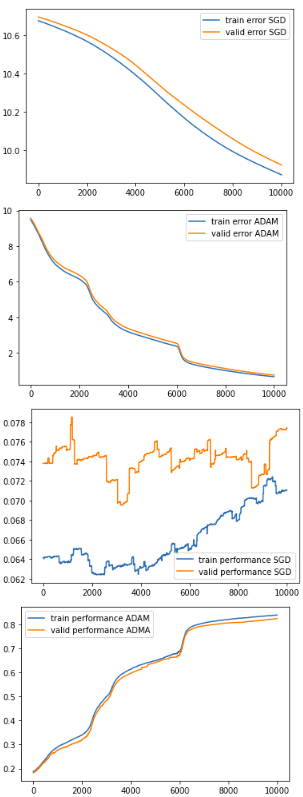 train error SGD
valid error SGD
10.6
10.4
10.2
10.0
0 2000 4000 6000 8000 10000
10
train error ADAM
valid error ADAM
8
6
4
2
0 2000 4000 6000 8000 10000
0.078
0.076
0.074
0.072
0.070
0.068
0.066
0.064
train performance SGD
valid performance SGD
0.062
0 2000 4000 6000 8000 10000
train performance ADAM
valid performance ADMA
0.8
0.7
0.6
0.5
0.4
0.3
0.2
0 2000 4000 6000 8000 10000